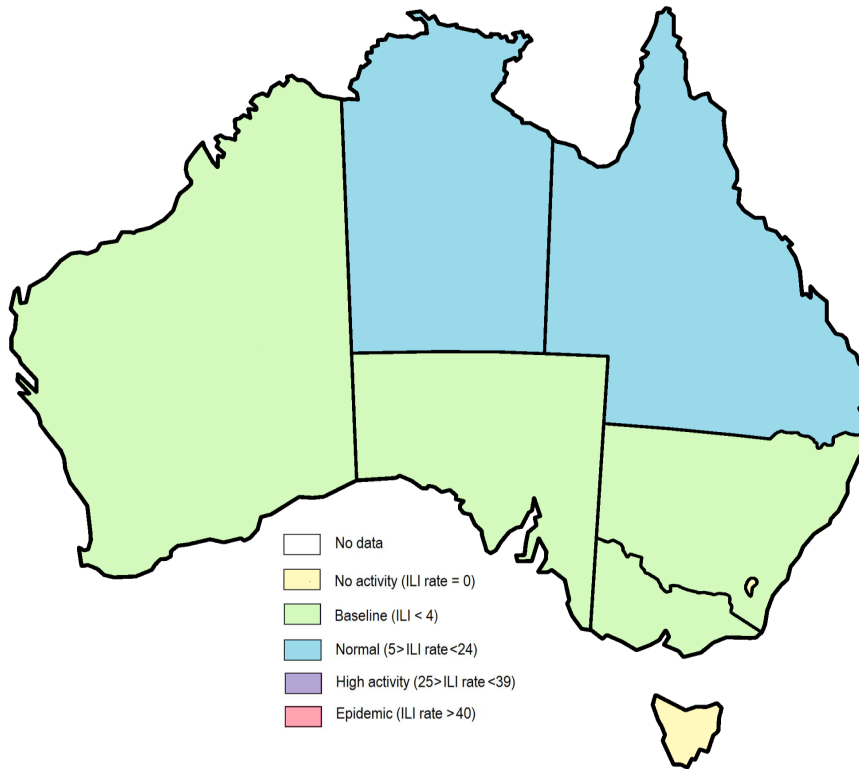 No data
No activity (ILI rate = 0)
Baseline (ILI < 4)
Normal (5>ILI rate<24)
High activity (25>ILI rate<39)
Epidemic (ILI rate >40)